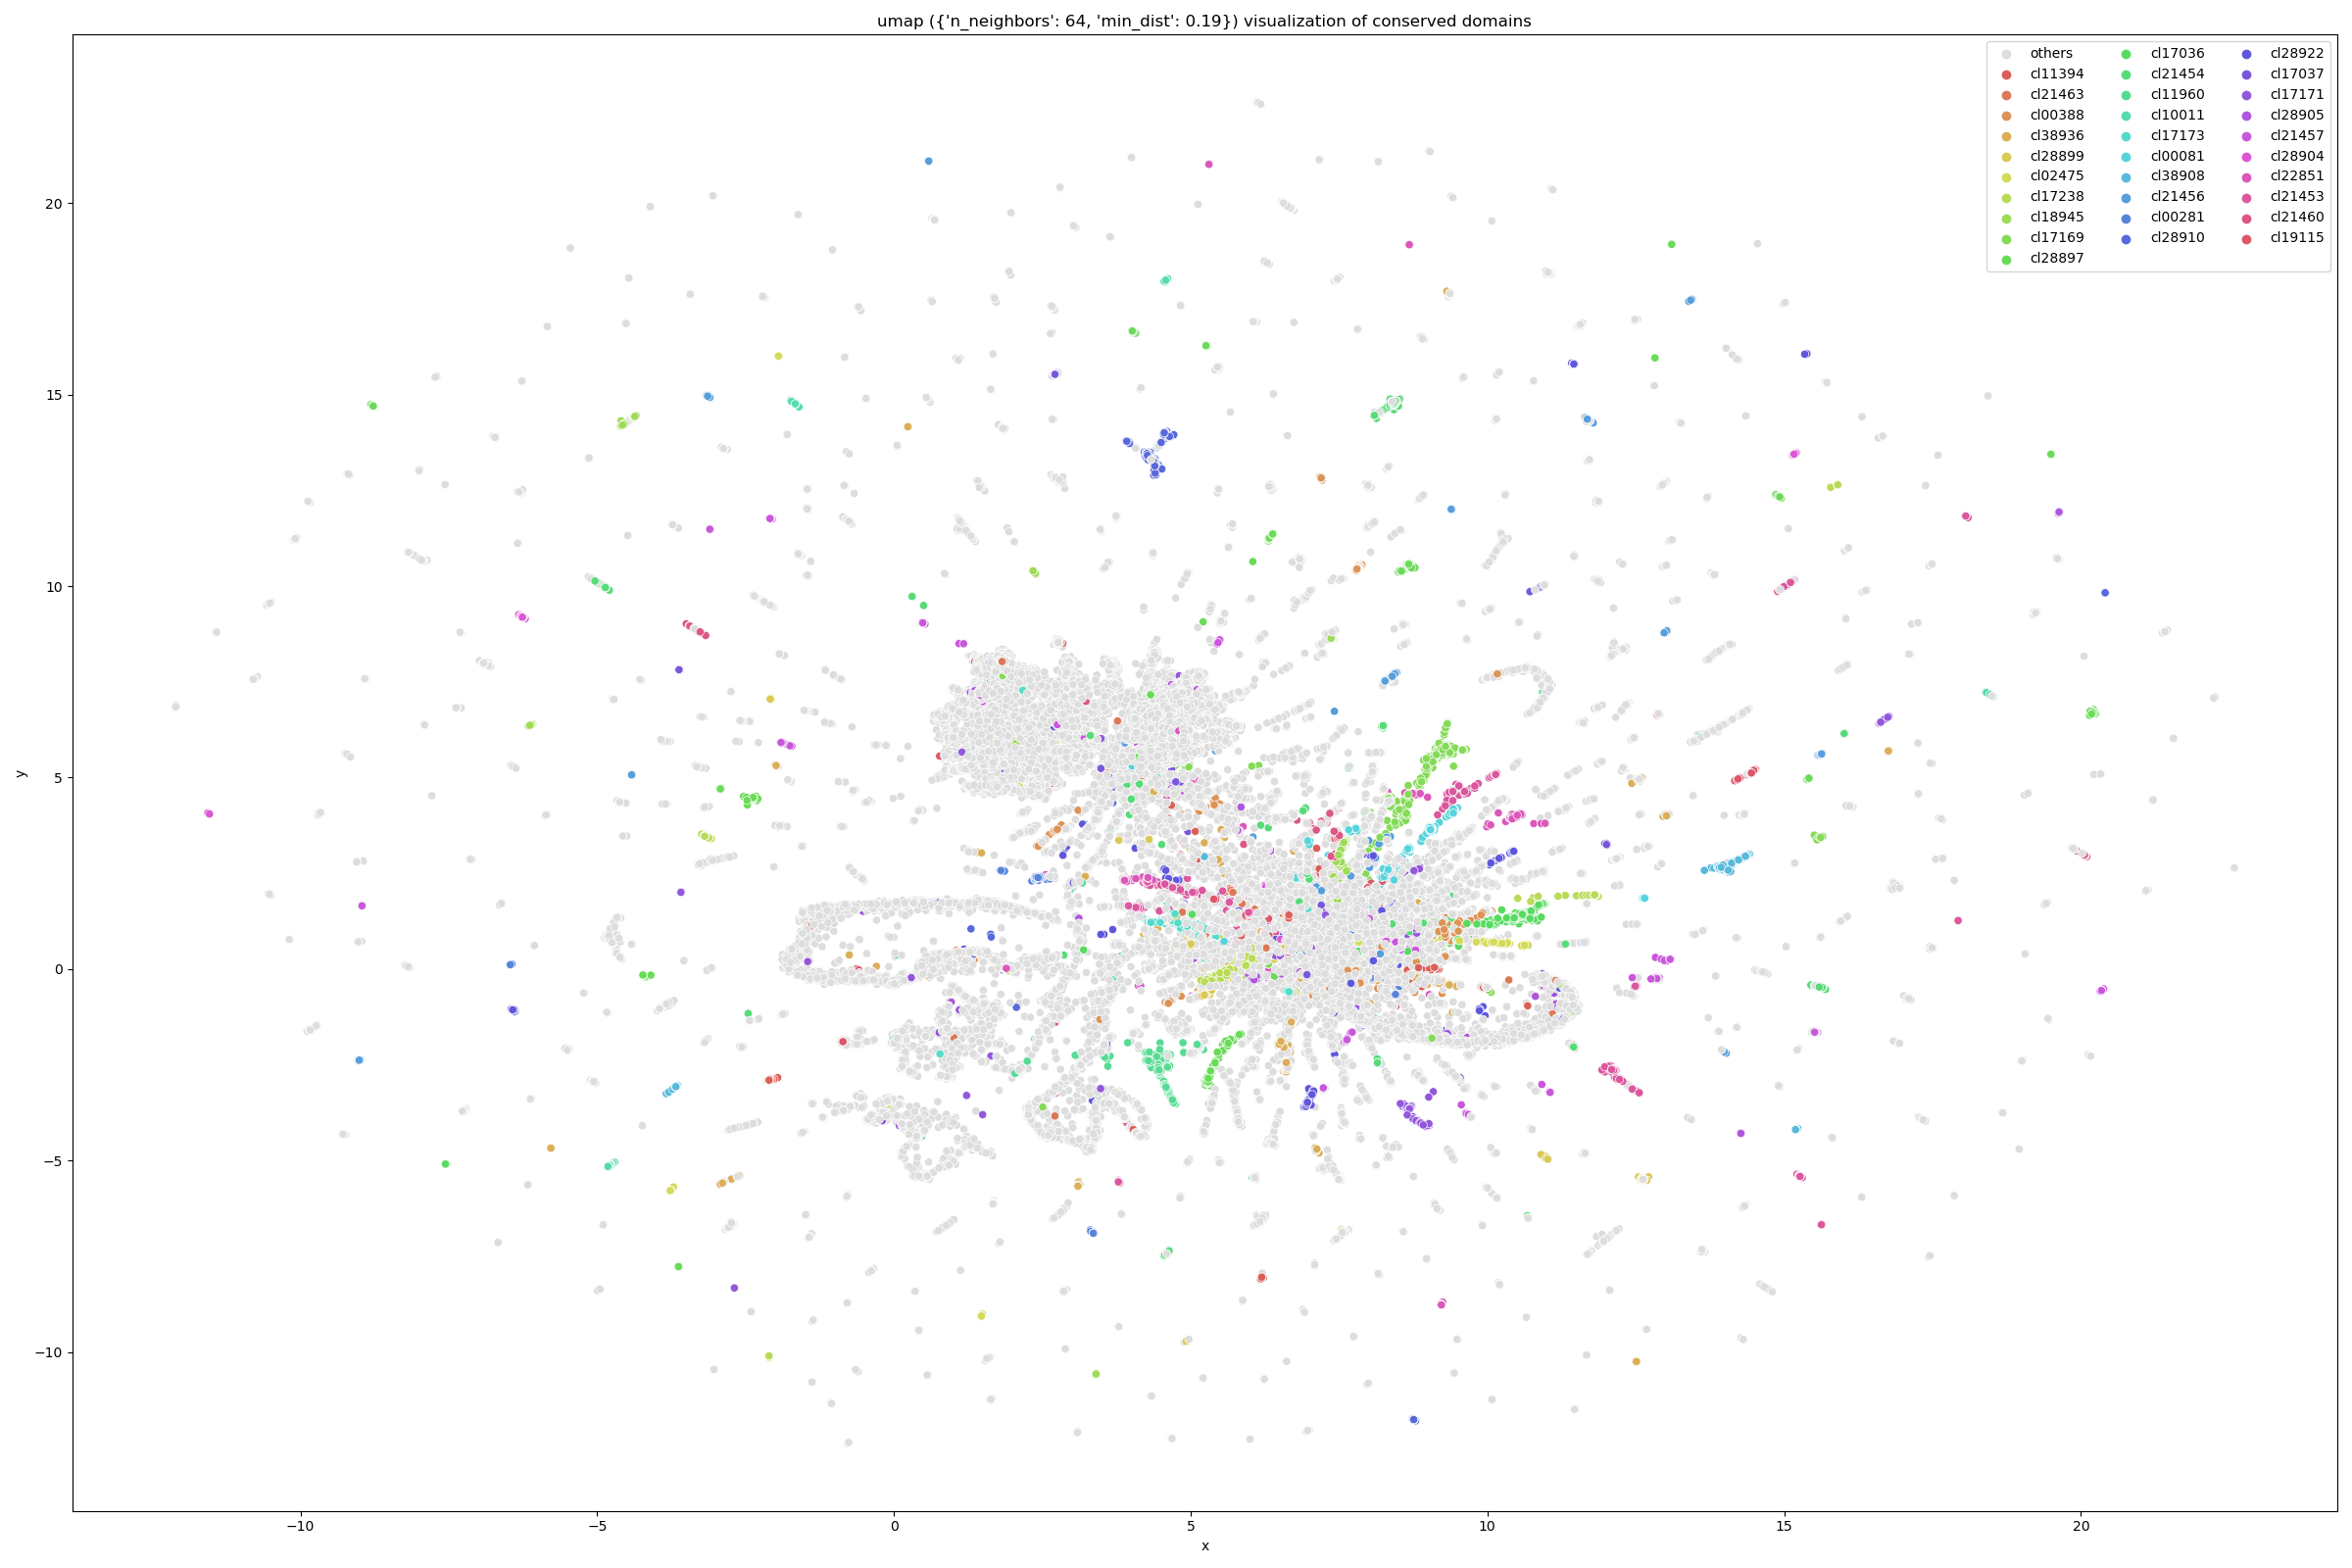 umap ({'n_neighbors': 64, 'min_dist': 0.19}) visualization of conserved domains
others
cl11394
cl21463
cl00388
cl38936
cl28899
cl02475
cl17238
cl18945
cl17169
cl28897
cl17036
cl21454
cl11960
cl10011
cl17173
cl00081
cl38908
cl21456
cl00281
cl28910
cl28922
cl17037
cl17171
cl28905
cl21457
cl28904
cl22851
cl21453
cl21460
cl19115
y
20
15
10
5
0
−5
−10
−10
−5
0
5
10
15
20
x